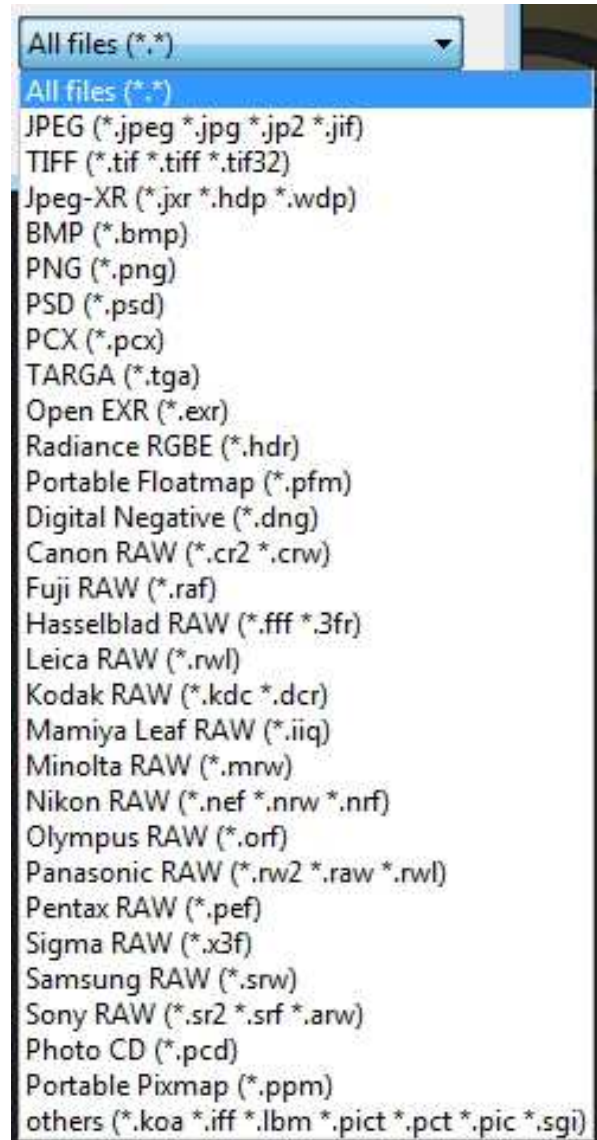 All files (*.*)
All files (*.*)
JPEG (*.jpeg *.jpg *.jp2 *.jif)
TIFF (*.tif *.tiff *.tif32)
Jpeg-XR (*.jxr *.hdp *.wdp)
BMP (*.bmp)
PNG (*.png)
PSD (*.psd)
PCX (*.pcx)
TARGA (*.tga)
Open EXR (*.exr)
Radiance RGBE (*.hdr)
Portable Floatmap (*.pfm)
Digital Negative (*.dng)
Canon RAW (*.cr2 *.crw)
Fuji RAW (*.raf)
Hasselblad RAW (*.fff *.3fr)
Leica RAW (*.rwl)
Kodak RAW (*.kdc *.dcr)
Mamiya Leaf RAW (*.iiq)
Minolta RAW (*.mrw)
Nikon RAW (*.nef *.nrw *.nrf)
Olympus RAW (*.orf)
Panasonic RAW (*.rw2 *.raw *.rwl)
Pentax RAW (*.pef)
Sigma RAW (*.x3f)
Samsung RAW (*.srw)
Sony RAW (*.sr2 *.srf *.arw)
Photo CD (*.pcd)
Portable Pixmap (*.ppm)
others (*.koa *.iff *.lbm *.pict *.pct *.pic *.sgi)